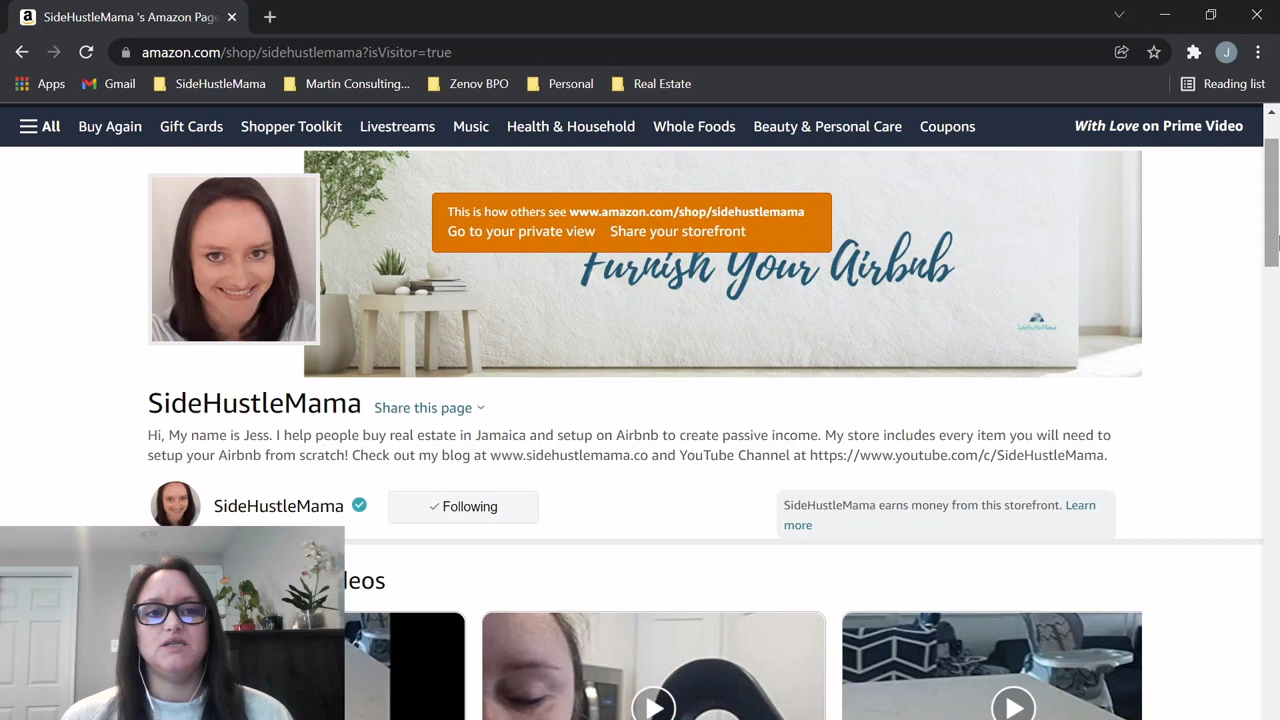 SideHustleMama 's Amazon Page
amazon.com/shop/sidehustlemama?isVisitor=true
J
Apps
Gmail
SideHustleMama
Martin Consulting...
Zenov BPO
Personal
Real Estate
Reading list
All
Buy Again
Gift Cards
Shopper Toolkit
Livestreams
Music
Health & Household
Whole Foods
Beauty & Personal Care
Coupons
With Love on Prime Video
This is how others see www.amazon.com/shop/sidehustlemama
Go to your private view Share your storefront
Furnish Your Airbnb
SideHustleMama
SideHustleMama
Share this page
Hi, My name is Jess. I help people buy real estate in Jamaica and setup on Airbnb to create passive income. My store includes every item you will need to
setup your Airbnb from scratch! Check out my blog at www.sidehustlemama.co and YouTube Channel at https://www.youtube.com/c/SideHustleMama.
SideHustleMama
Following
SideHustleMama earns money from this storefront. Learn
more
deos